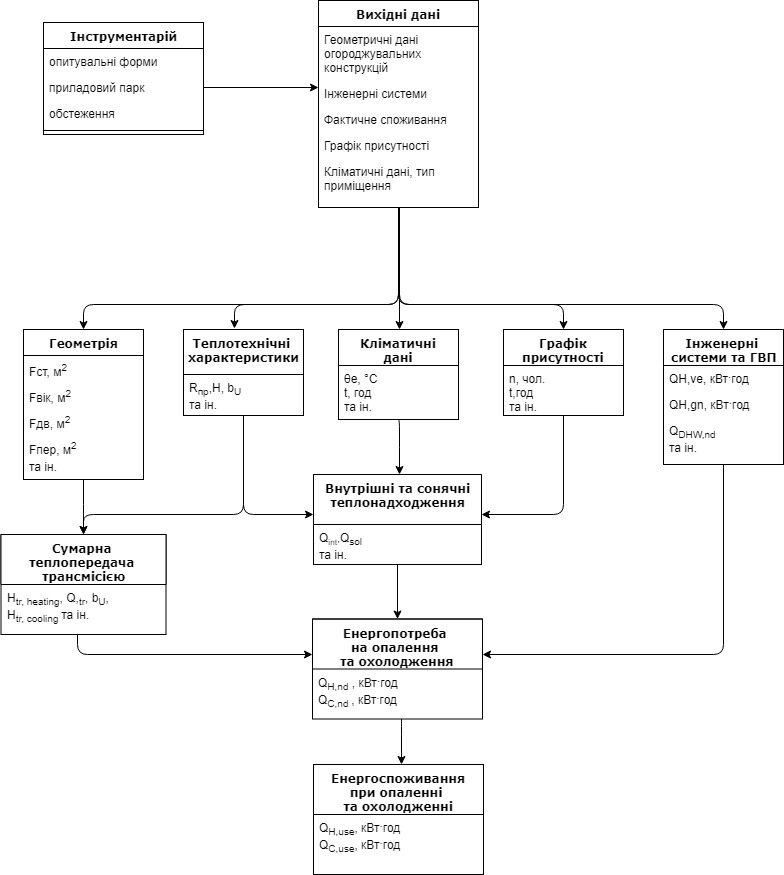 Інструментарій
опитувальні форми
приладовий парк
обстеження
Вихідні дані
Геометричні дані
огороджувальних
конструкцій
Інженерні системи
Фактичне споживання
Графік присутності
Кліматичні дані, тип
приміщення
Геометрія
Fст, м²
Fвік, м²
Fдв, м²
Fпер, м²
та ін.
Теплотехнічні
характеристики
Rпр,H, bU
та ін.
Кліматичні
дані
θe, °C
t, год
та ін.
Графік
присутності
n, чол.
t,год
та ін.
Інженерні
системи та ГВП
QH,ve, кВт·год
QH,gn, кВт·год
QDHW,nd
та ін.
Внутрішні та сонячні
теплонадходження
Qint,Qsol
та ін.
Сумарна
теплопередача
трансмісією
Htr, heating, Q,tr, bU,
Htr, cooling та ін.
Енергопотреба
на опалення
та охолодження
QH,nd , кВт·год
QC,nd , кВт·год
Енергоспоживання
при опаленні
та охолодженні
QH,use, кВт·год
QC,use, кВт·год